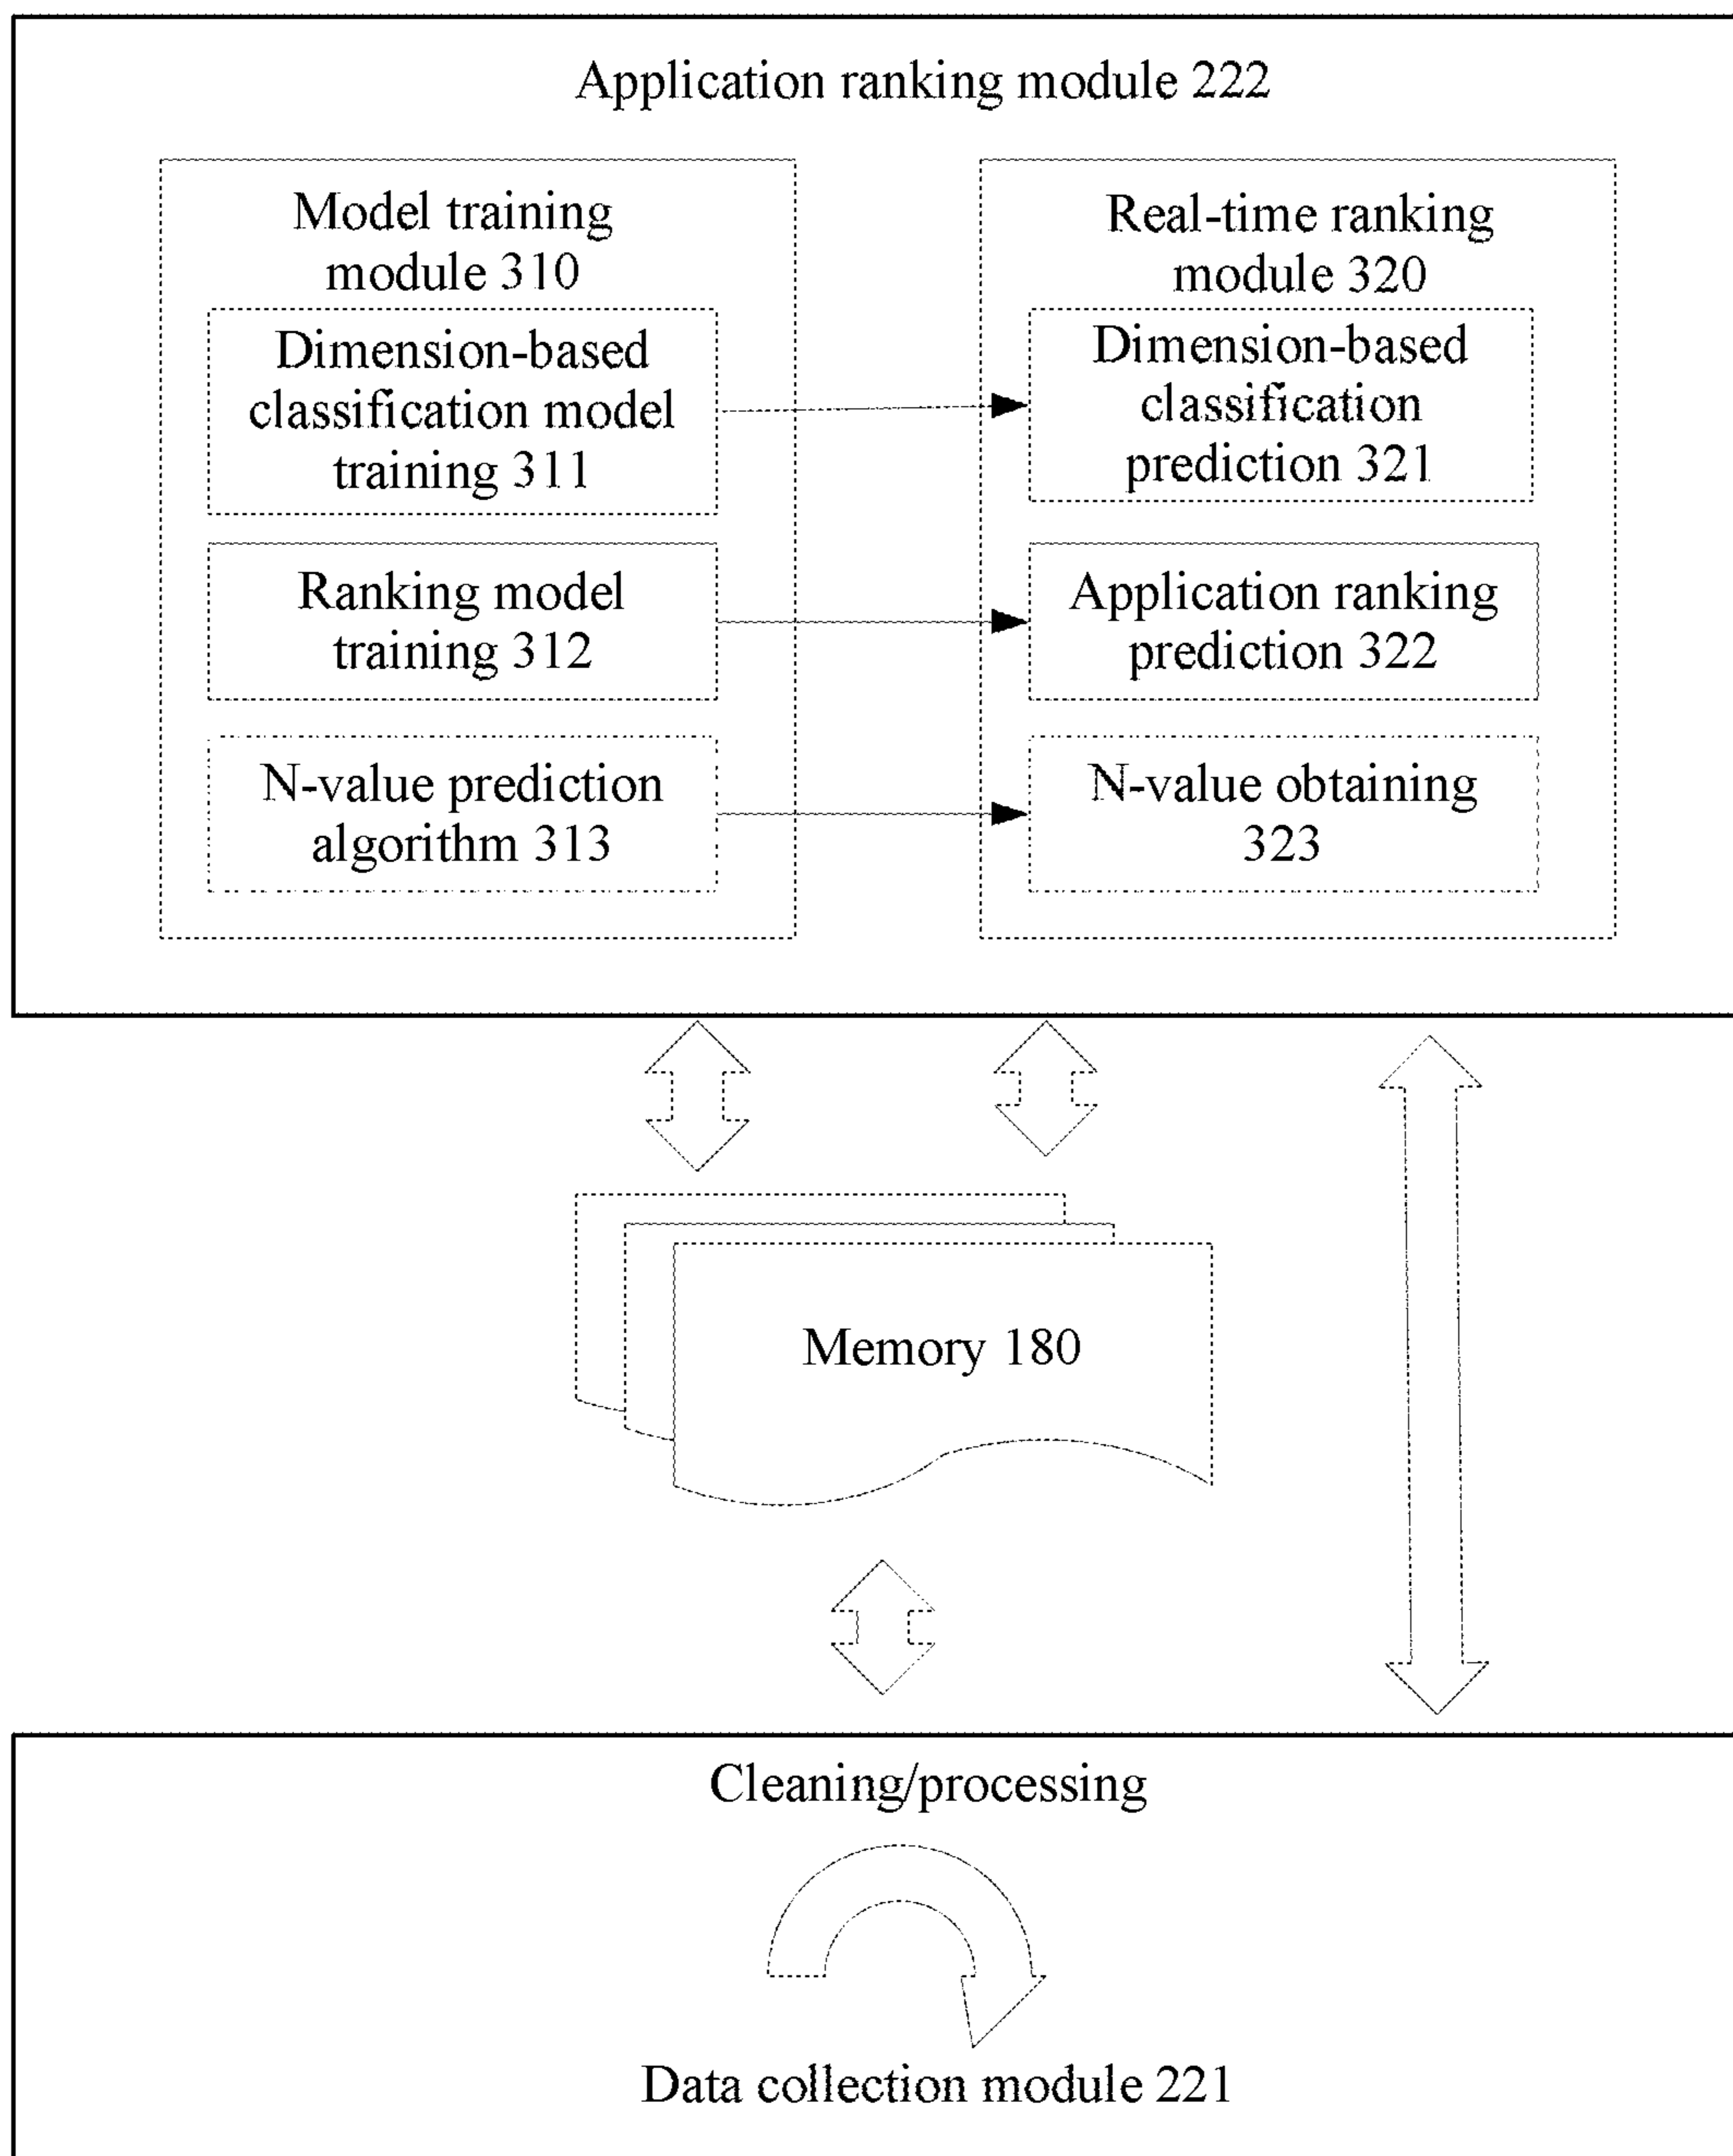 Application ranking module 222
Model training
module 310
Dimension-based
classification model
training 311
Ranking model
training 312
N-value prediction
algorithm 313
Real-time ranking
module 320
Dimension-based
classification
prediction 321
Application ranking
prediction 322
N-value obtaining
323
Memory 180
Cleaning/processing
Data collection module 221